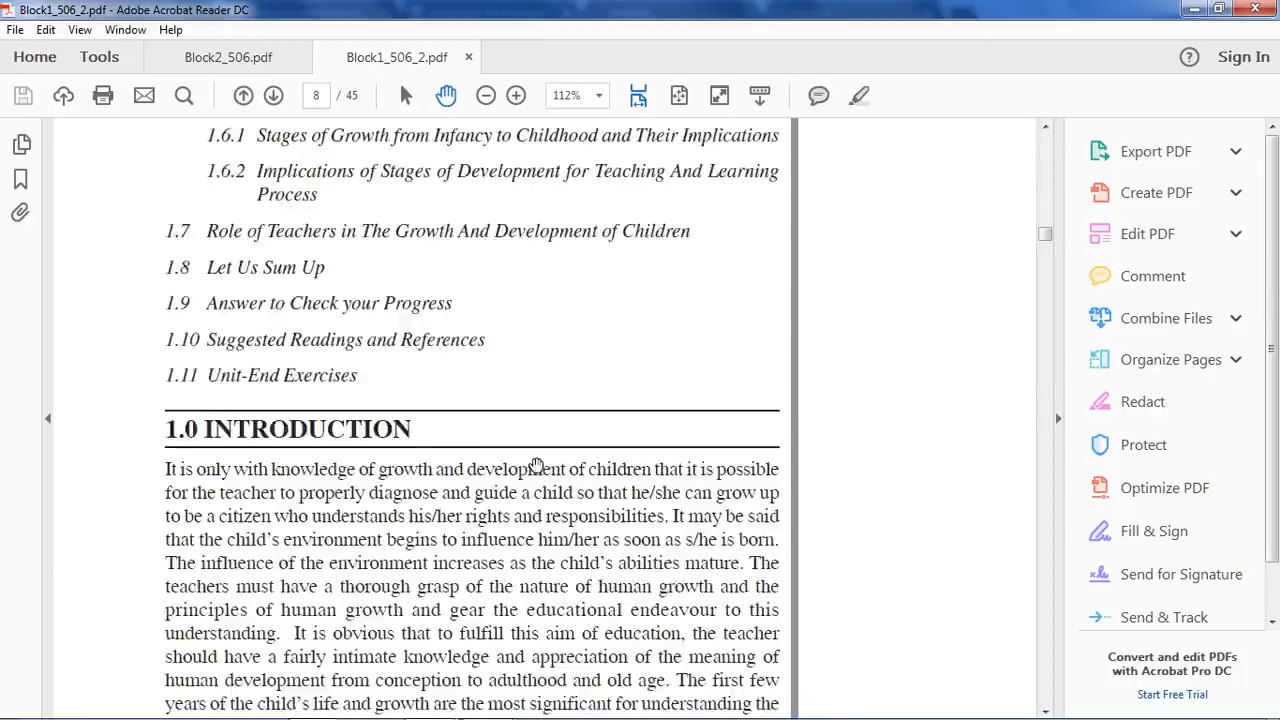 Block1_506_2.pdf - Adobe Acrobat Reader DC
File Edit View Window Help
Home Tools Block2_506.pdf Block1_506_2.pdf × ? Sign In
8 / 45 112%
1.6.1 Stages of Growth from Infancy to Childhood and Their Implications
1.6.2 Implications of Stages of Development for Teaching And Learning
Process
1.7 Role of Teachers in The Growth And Development of Children
1.8 Let Us Sum Up
1.9 Answer to Check your Progress
1.10 Suggested Readings and References
1.11 Unit-End Exercises
1.0 INTRODUCTION
It is only with knowledge of growth and development of children that it is possible
for the teacher to properly diagnose and guide a child so that he/she can grow up
to be a citizen who understands his/her rights and responsibilities. It may be said
that the child's environment begins to influence him/her as soon as s/he is born.
The influence of the environment increases as the child's abilities mature. The
teachers must have a thorough grasp of the nature of human growth and the
principles of human growth and gear the educational endeavour to this
understanding. It is obvious that to fulfill this aim of education, the teacher
should have a fairly intimate knowledge and appreciation of the meaning of
human development from conception to adulthood and old age. The first few
years of the child's life and growth are the most significant for understanding the
Export PDF
Create PDF
Edit PDF
Comment
Combine Files
Organize Pages
Redact
Protect
Optimize PDF
Fill & Sign
Send for Signature
Send & Track
Convert and edit PDFs
with Acrobat Pro DC
Start Free Trial